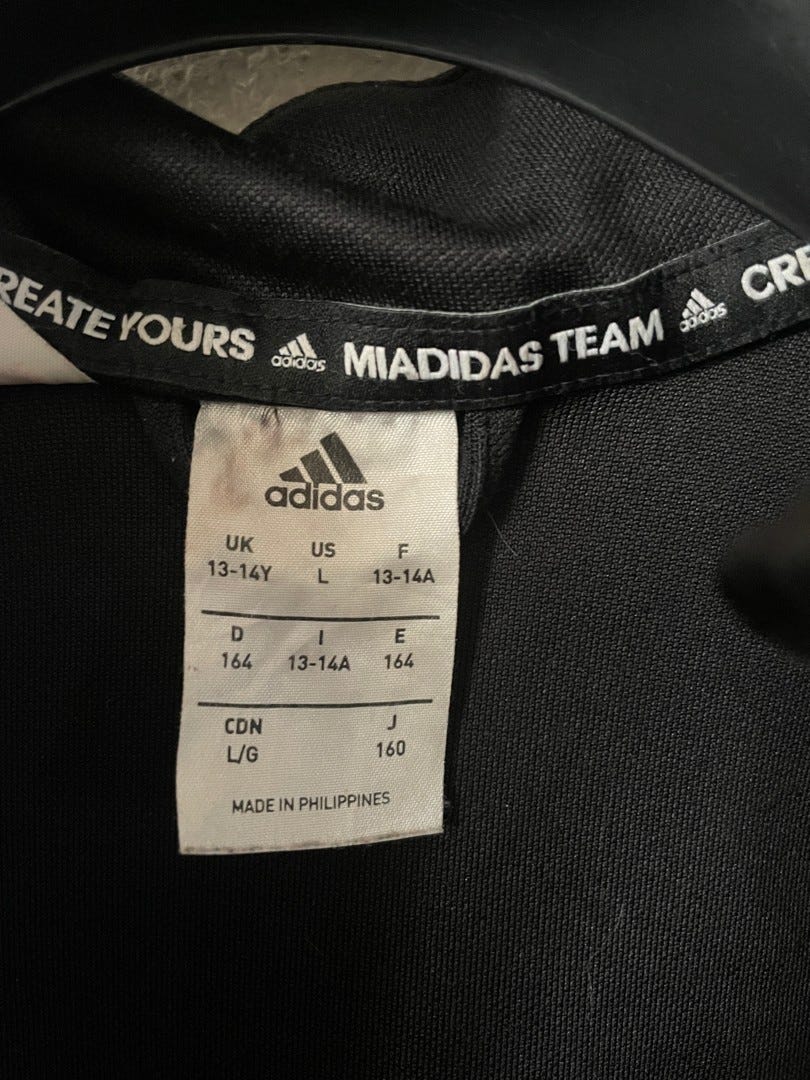 REATE YOURS adidas MIADIDAS TEAM adidas CRE
adidas
UK US F
13-14Y L 13-14A
D I E
164 13-14A 164
CDN J
L/G 160
MADE IN PHILIPPINES